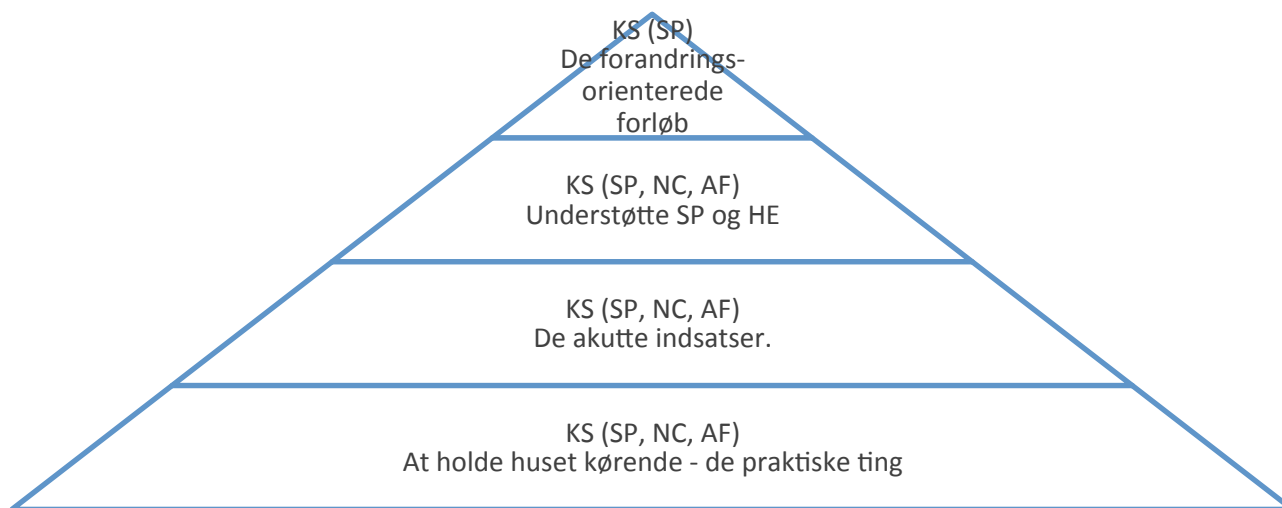 KS (SP)
De forandrings-
orienterede
forløb
KS (SP, NC, AF)
Understøtte SP og HE
KS (SP, NC, AF)
De akutte indsatser.
KS (SP, NC, AF)
At holde huset kørende - de praktiske ting